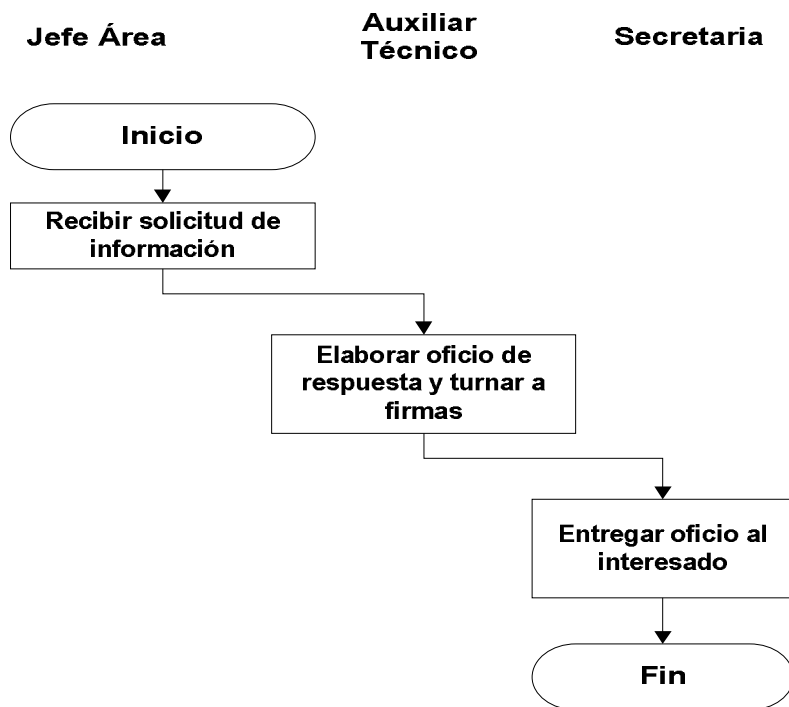 Jefe Área
Auxiliar
Técnico
Secretaria
Inicio
Recibir solicitud de
información
Elaborar oficio de
respuesta y turnar a
firmas
Entregar oficio al
interesado
Fin